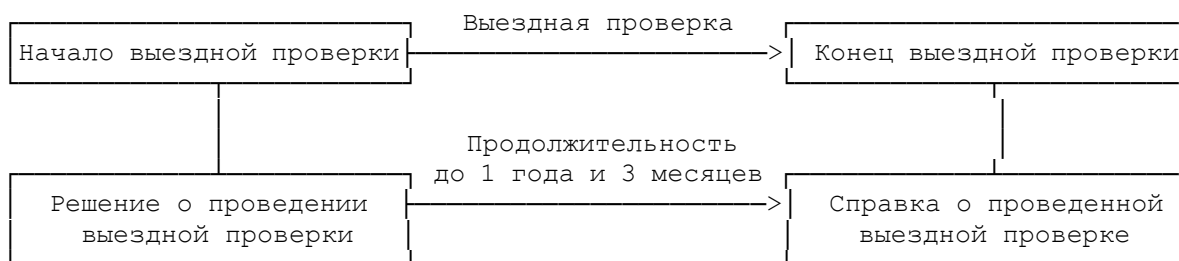 Выездная проверка
Начало выездной проверки
Конец выездной проверки
Продолжительность
до 1 года и 3 месяцев
Решение о проведении
выездной проверки
Справка о проведенной
выездной проверке